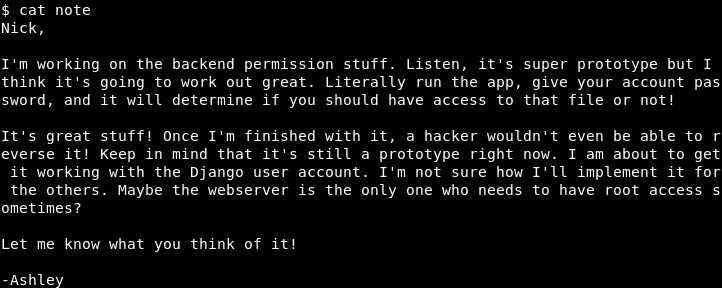 $ cat note
Nick,
I'm working on the backend permission stuff. Listen, it's super prototype but I
think it's going to work out great. Literally run the app, give your account pas
sword, and it will determine if you should have access to that file or not!
It's great stuff! Once I'm finished with it, a hacker wouldn't even be able to r
everse it! Keep in mind that it's still a prototype right now. I am about to get
 it working with the Django user account. I'm not sure how I'll implement it for
 the others. Maybe the webserver is the only one who needs to have root access s
ometimes?
Let me know what you think of it!
-Ashley